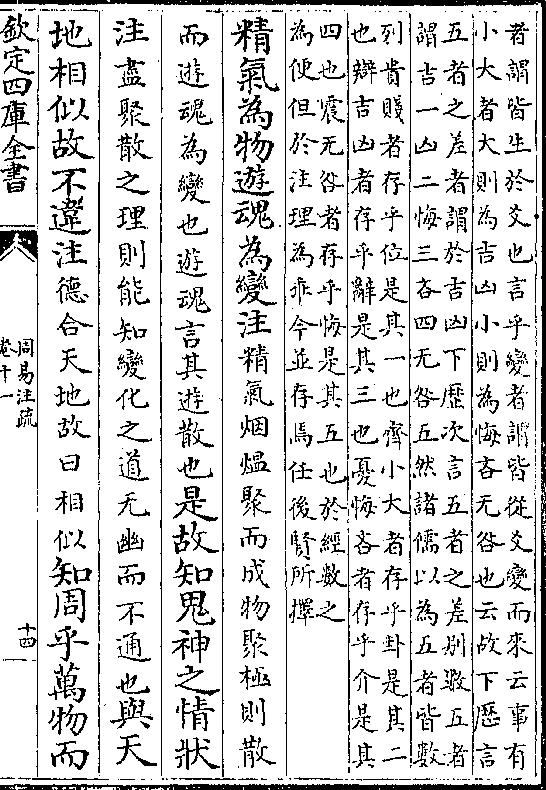 者謂皆生於爻也言乎變者謂皆從爻變而來云事有
小大者大則為吉凶小則為悔吝无咎也云故下歷言
五者之差者謂於吉凶下歷次言五者之差別數五者
謂吉一凶二悔三吝四无咎五然諸儒以為五者皆數
列貴賤者存乎位是其一也齊小大者存乎卦是其二
也辯吉凶者存乎辭是其三也憂悔吝者存乎介是其
四也震无咎者存乎悔是其五也於經數之
為便但於注理為乖今並存焉任後賢所擇
精氣為物遊魂為變注精氣烟熅聚而成物聚極則散
而遊魂為變也遊魂言其遊散也是故知鬼神之情狀
注盡聚散之理則能知變化之道无幽而不通也與天
地相似故不違注德合天地故曰相似知周乎萬物而
欽定四庫全書
周易注疏
卷十一
十四